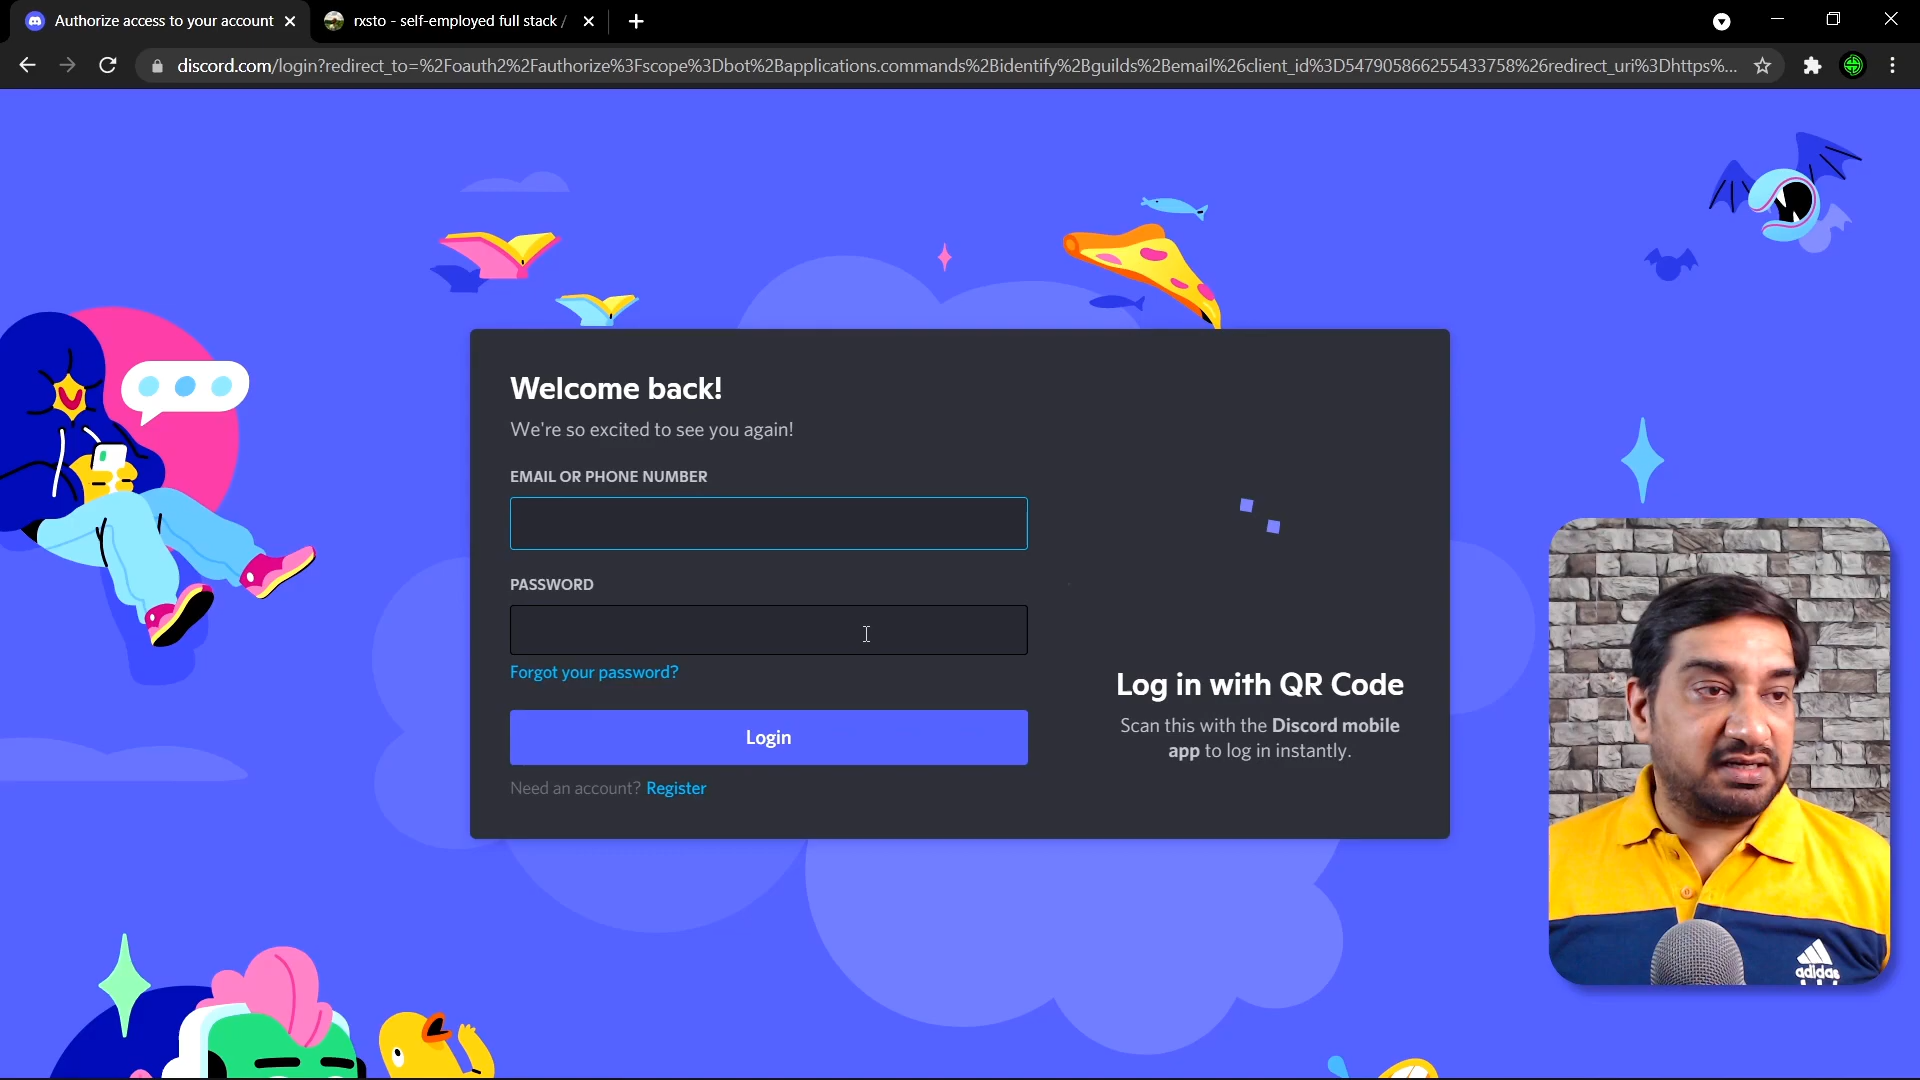 Authorize access to your account
rxsto - self-employed full stack /
discord.com/login?redirect_to=%2Foauth2%2Fauthorize%3Fscope%3Dbot%2Bapplications.commands%2Bidentify%2Bguilds%2Bemail%26client_id%3D547905866255433758%26redirect_uri%3Dhttps%...
Welcome back!
We're so excited to see you again!
EMAIL OR PHONE NUMBER
PASSWORD
Forgot your password?
Login
Need an account? Register
Log in with QR Code
Scan this with the Discord mobile
app to log in instantly.
adidas